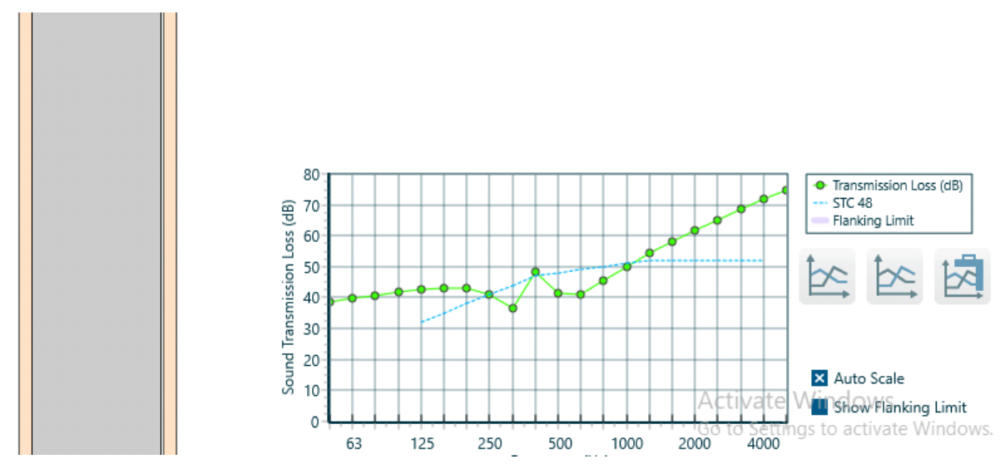 80
70
60
50
40
30
20
10
0
Sound Transmission Loss (dB)
63 125 250 500 1000 2000 4000
Transmission Loss (dB)
STC 48
Flanking Limit
Auto Scale
Show Flanking Limit
Activate Windows
Go to Settings to activate Windows.